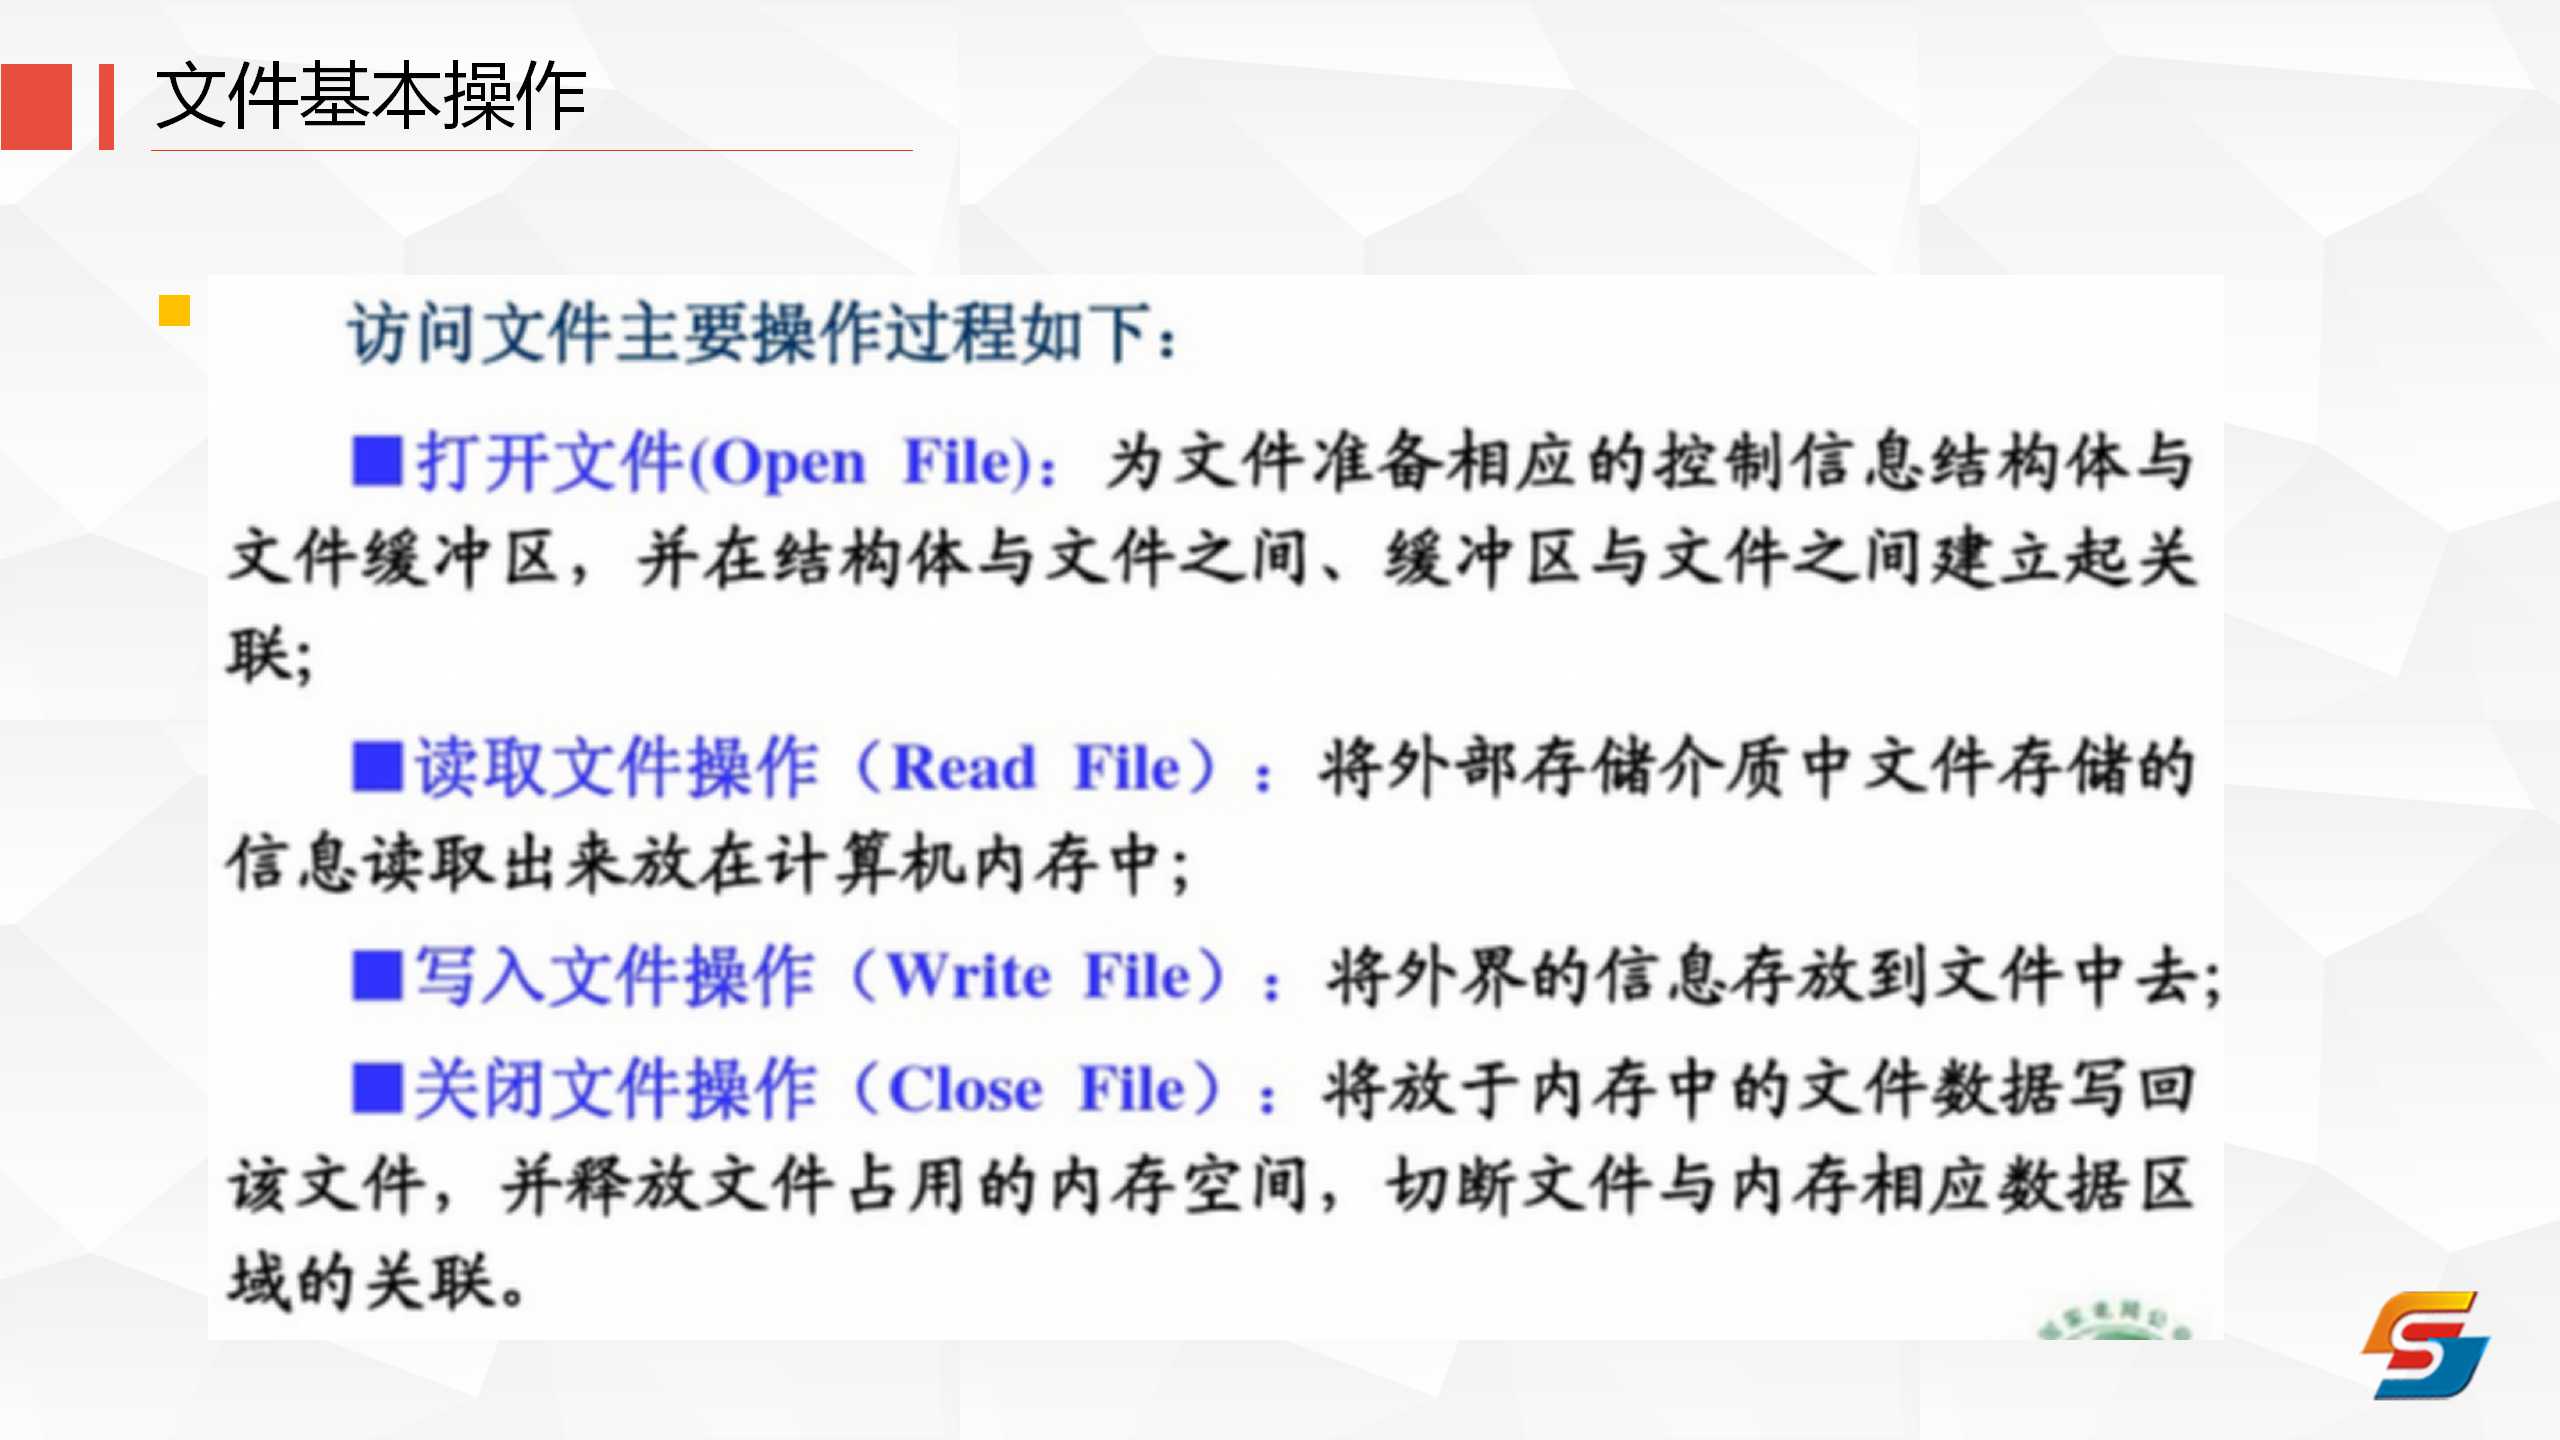 文件基本操作
访问文件主要操作过程如下：
打开文件(Open File)：为文件准备相应的控制信息结构体与
文件缓冲区，并在结构体与文件之间、缓冲区与文件之间建立起关
联;
读取文件操作（Read File）：将外部存储介质中文件存储的
信息读取出来放在计算机内存中;
写入文件操作（Write File）：将外界的信息存放到文件中去;
关闭文件操作（Close File）：将放于内存中的文件数据写回
该文件，并释放文件占用的内存空间，切断文件与内存相应数据区
域的关联。